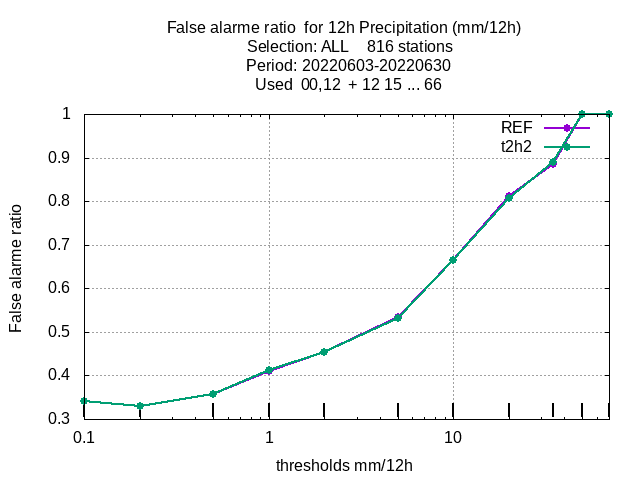 False alarme ratio  for 12h Precipitation (mm/12h)
Selection: ALL    816 stations
Period: 20220603-20220630
Used  00,12  + 12 15 ... 66
REF
t2h2
1
0.9
0.8
0.7
0.6
0.5
0.4
0.3
False alarme ratio
0.1
1
10
thresholds mm/12h